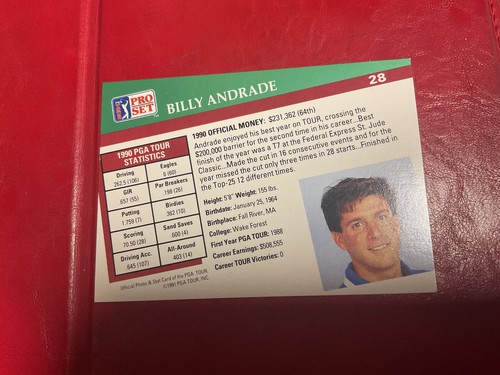 PGA TOUR
PRO
SET
BILLY ANDRADE
28
1990 PGA TOUR
STATISTICS
Driving
262.5 (106)
Eagles
6 (60)
GIR
.657 (55)
Par Breakers
.198 (26)
Putting
1.759 (7)
Birdies
362 (10)
Scoring
70.50 (28)
Sand Saves
.600 (4)
Driving Acc.
.645 (107)
All-Around
403 (14)
1990 OFFICIAL MONEY: $231,362 (64th)
Andrade enjoyed his best year on TOUR, crossing the
$200,000 barrier for the second time in his career...Best
finish of the year was a T7 at the Federal Express St. Jude
Classic...Made the cut in 16 consecutive events and for the
year missed the cut only three times in 28 starts...Finished in
the Top-25 12 different times.
Height: 5'8" Weight: 155 lbs.
Birthdate: January 25, 1964
Birthplace: Fall River, MA
College: Wake Forest
First Year PGA TOUR: 1988
Career Earnings: $508,555
Career TOUR Victories: 0
Official Photo & Stat Card of the PGA TOUR
©1991 PGA TOUR, INC.